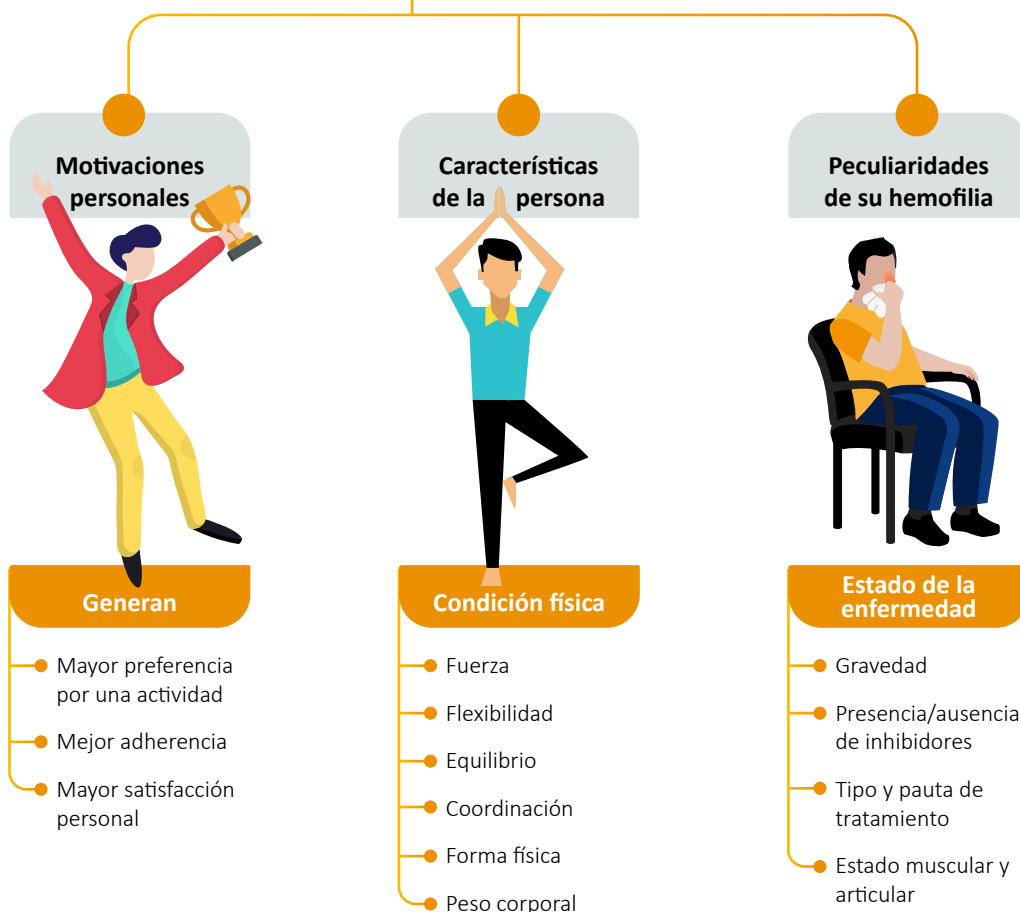 Motivaciones
personales
Generan
Mayor preferencia
por una actividad
Mejor adherencia
Mayor satisfacción
personal
Características
de la persona
Condición física
Fuerza
Flexibilidad
Equilibrio
Coordinación
Forma física
Peso corporal
Peculiaridades
de su hemofilia
Estado de la
enfermedad
Gravedad
Presencia/ausencia
de inhibidores
Tipo y pauta de
tratamiento
Estado muscular y
articular